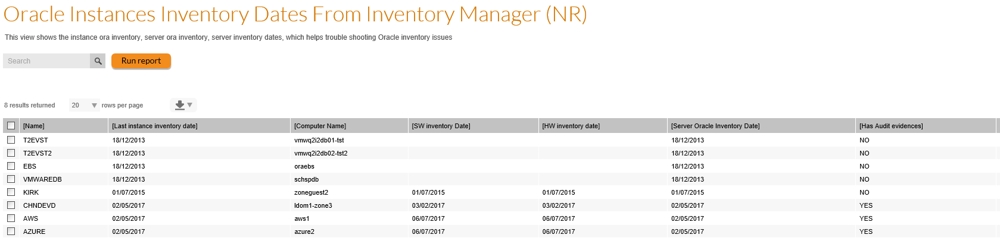 Oracle Instances Inventory Dates From Inventory Manager (NR)
This view shows the instance ora inventory, server ora inventory, server inventory dates, which helps trouble shooting Oracle inventory issues
Search Run report
8 results returned 20 rows per page
[Name] [Last instance inventory date] [Computer Name] [SW inventory Date] [HW inventory date] [Server Oracle Inventory Date] [Has Audit evidences]
T2EVST 18/12/2013 vmwq2i2db01-tst 18/12/2013 NO
T2EVST2 18/12/2013 vmwq2i2db02-tst2 18/12/2013 NO
EBS 18/12/2013 oraebs 18/12/2013 NO
VMWAREDB 18/12/2013 schspdb 18/12/2013 NO
KIRK 01/07/2015 zoneguest2 01/07/2015 01/07/2015 01/07/2015 NO
CHNDEVD 02/05/2017 ldom1-zone3 03/02/2017 03/02/2017 02/05/2017 YES
AWS 02/05/2017 aws1 06/07/2017 06/07/2017 02/05/2017 YES
AZURE 02/05/2017 azure2 06/07/2017 06/07/2017 02/05/2017 YES